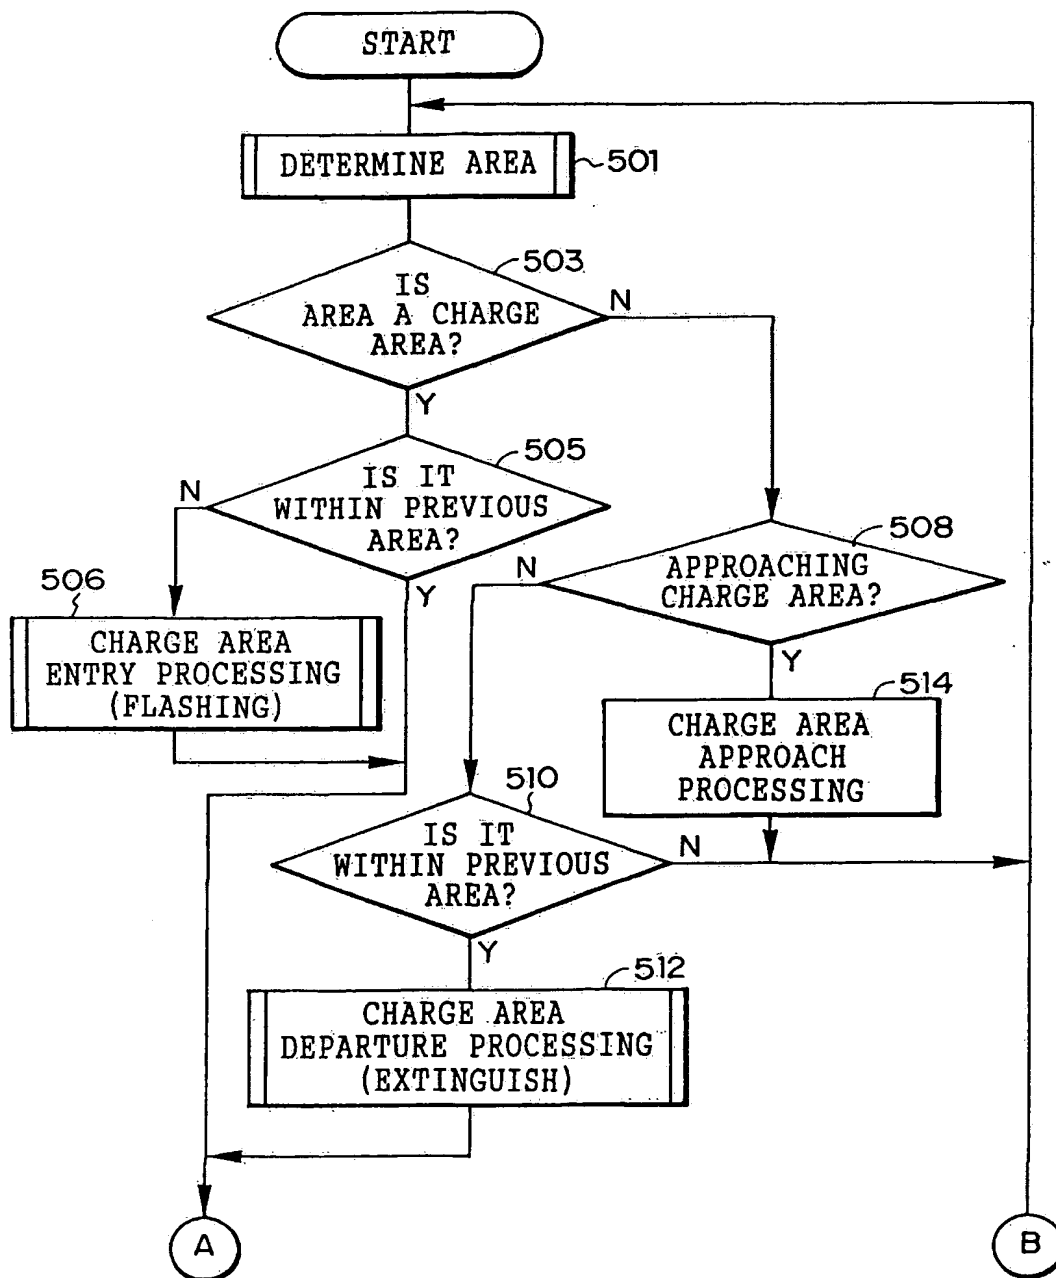 START
DETERMINE AREA
501
503
IS
AREA A CHARGE
AREA?
N
Y
505
IS IT
WITHIN PREVIOUS
AREA?
N
Y
508
APPROACHING
CHARGE AREA?
N
Y
506
CHARGE AREA
ENTRY PROCESSING
(FLASHING)
514
CHARGE AREA
APPROACH
PROCESSING
510
IS IT
WITHIN PREVIOUS
AREA?
N
Y
512
CHARGE AREA
DEPARTURE PROCESSING
(EXTINGUISH)
A
B